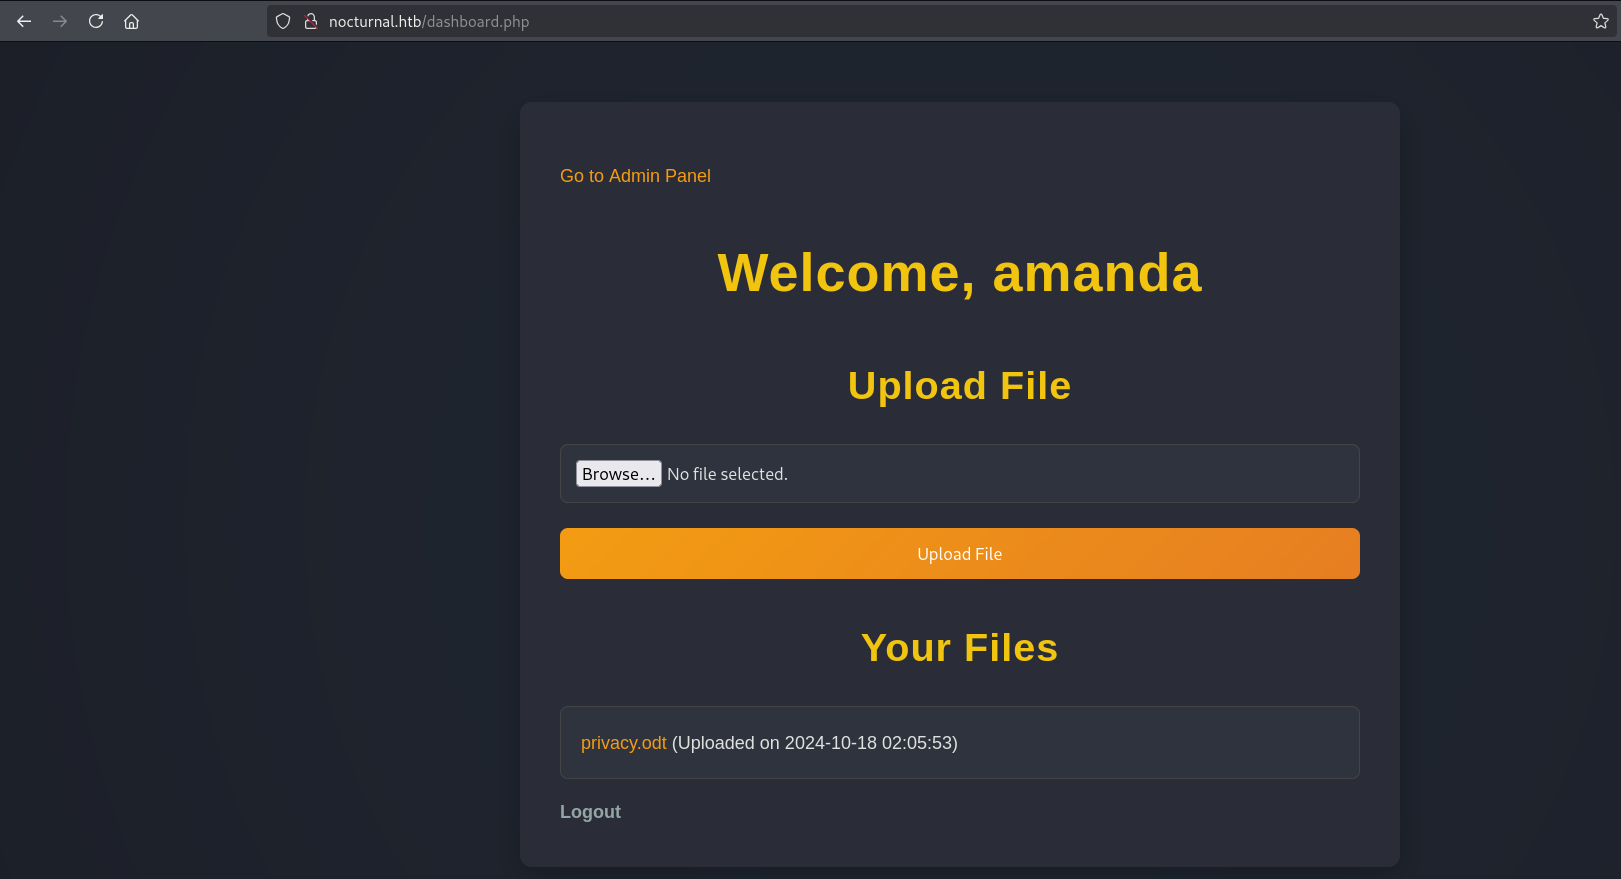 nocturnal.htb/dashboard.php
Go to Admin Panel
Welcome, amanda
Upload File
Browse... No file selected.
Upload File
Your Files
privacy.odt (Uploaded on 2024-10-18 02:05:53)
Logout